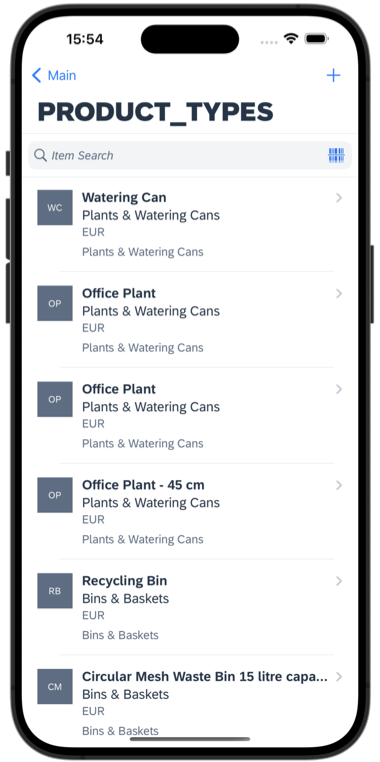 15:54
Main
PRODUCT_TYPES
Item Search
WC
Watering Can
Plants & Watering Cans
EUR
Plants & Watering Cans
OP
Office Plant
Plants & Watering Cans
EUR
Plants & Watering Cans
OP
Office Plant
Plants & Watering Cans
EUR
Plants & Watering Cans
OP
Office Plant - 45 cm
Plants & Watering Cans
EUR
Plants & Watering Cans
RB
Recycling Bin
Bins & Baskets
EUR
Bins & Baskets
CM
Circular Mesh Waste Bin 15 litre capa...
Bins & Baskets
EUR
Bins & Baskets